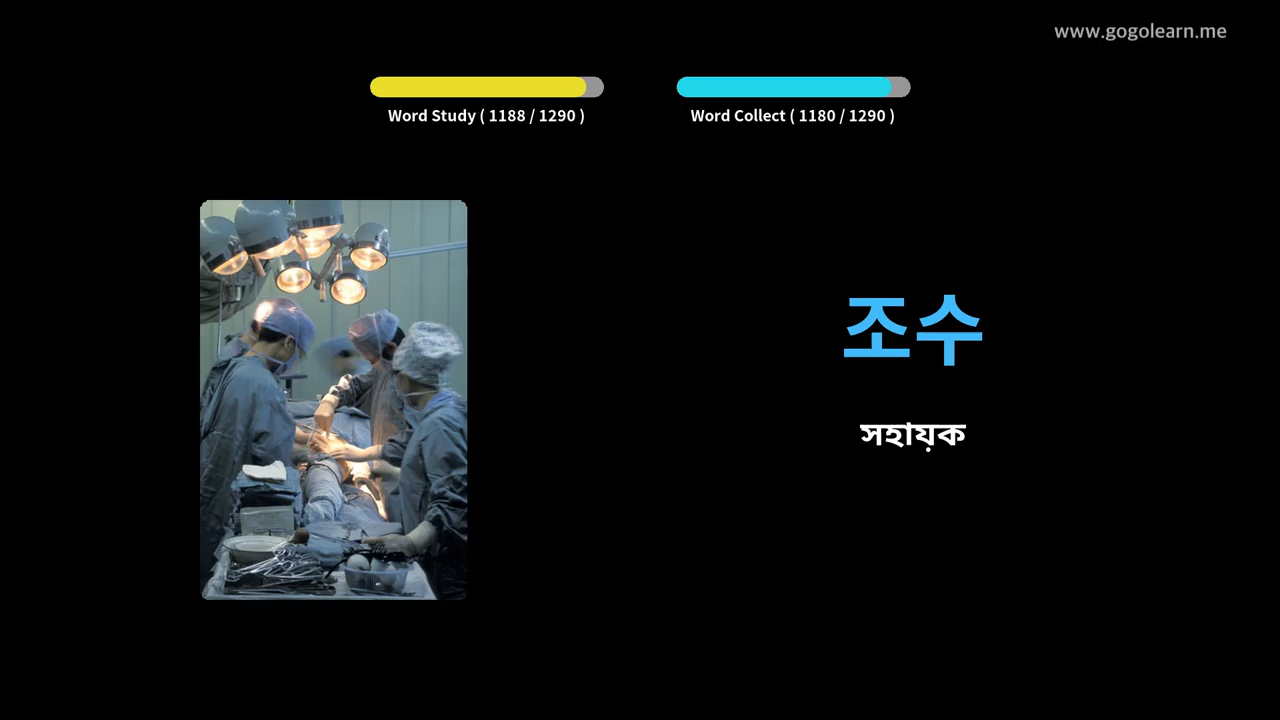 www.gogolearn.me
Word Study ( 1188 / 1290 )
Word Collect ( 1180 / 1290 )
조수
সহায়ক